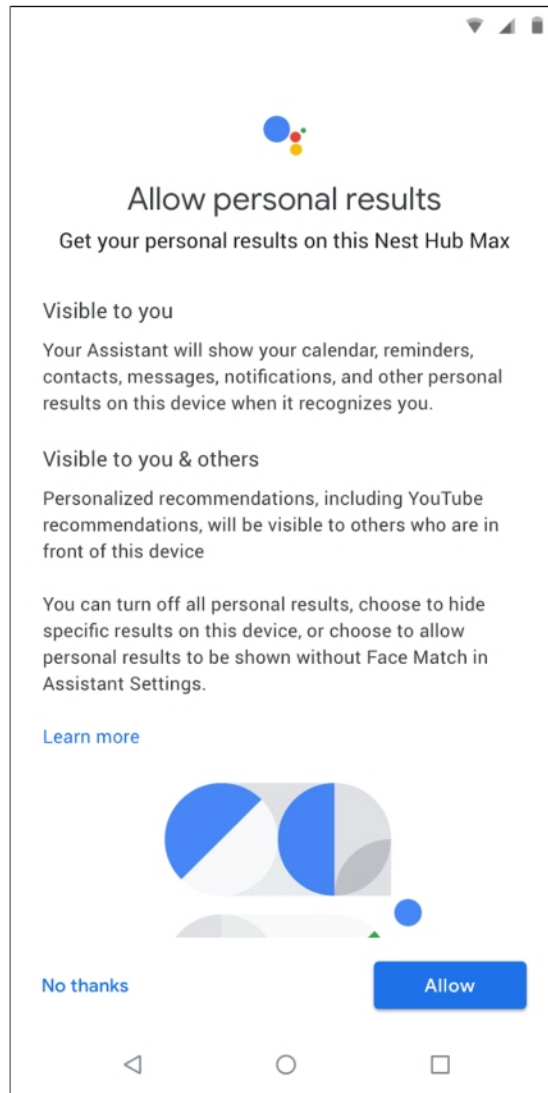 Allow personal results
Get your personal results on this Nest Hub Max
Visible to you
Your Assistant will show your calendar, reminders,
contacts, messages, notifications, and other personal
results on this device when it recognizes you.
Visible to you & others
Personalized recommendations, including YouTube
recommendations, will be visible to others who are in
front of this device
You can turn off all personal results, choose to hide
specific results on this device, or choose to allow
personal results to be shown without Face Match in
Assistant Settings.
Learn more
No thanks
Allow